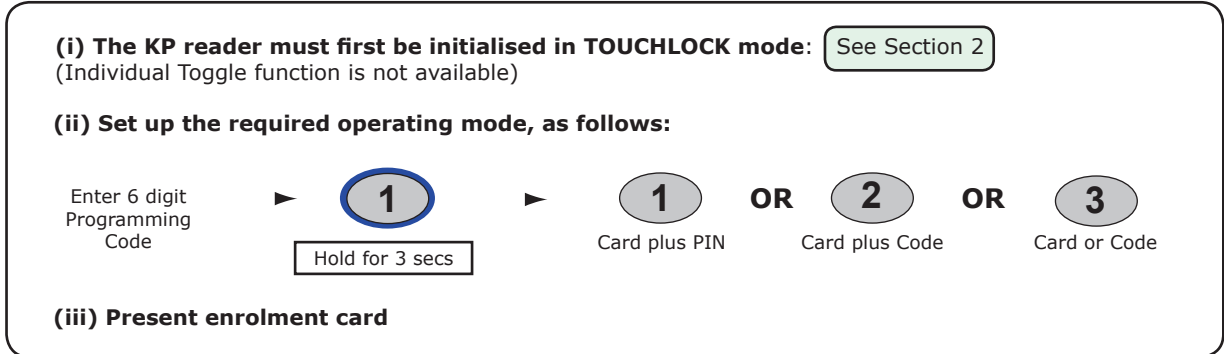 (i) The KP reader must first be initialised in TOUCHLOCK mode: See Section 2
(Individual Toggle function is not available)
(ii) Set up the required operating mode, as follows:
Enter 6 digit
Programming
Code
1
Hold for 3 secs
1
Card plus PIN
OR
2
Card plus Code
OR
3
Card or Code
(iii) Present enrolment card